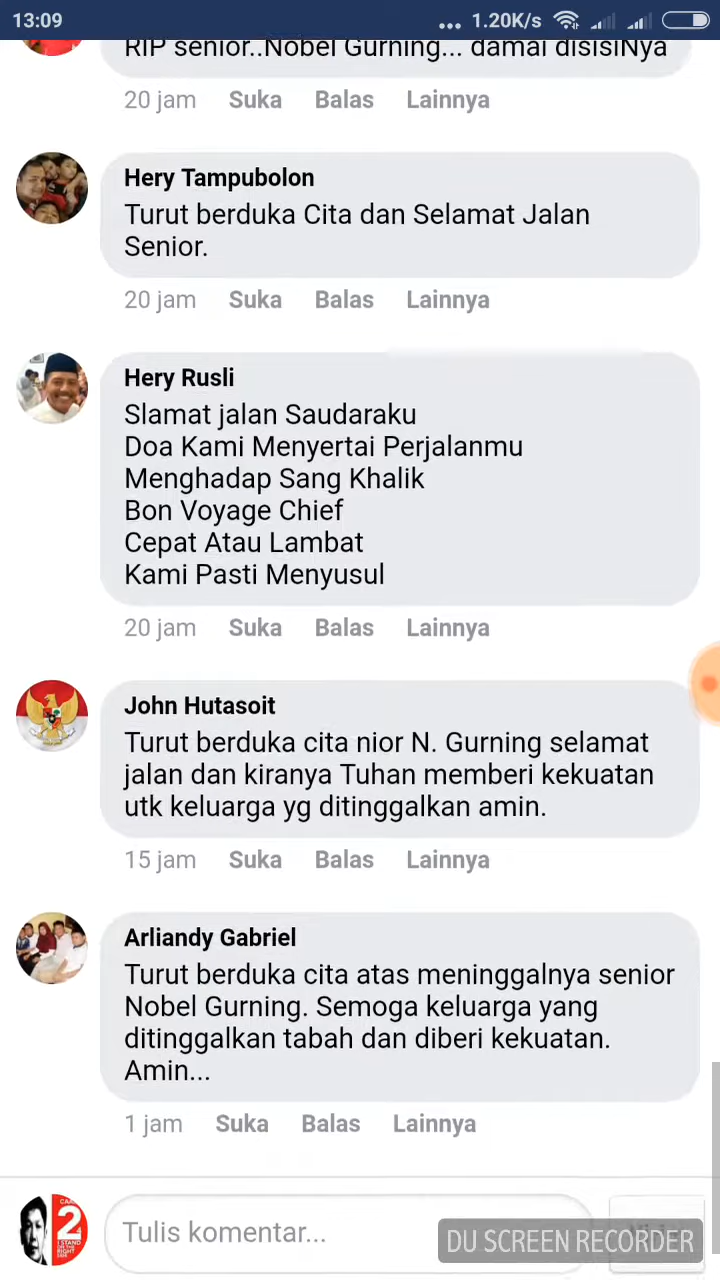 13:09
... 1.20K/s
RIP senior..Nobel Gurning... damai disisiNya
20 jam Suka Balas Lainnya
Hery Tampubolon
Turut berduka Cita dan Selamat Jalan
Senior.
20 jam Suka Balas Lainnya
Hery Rusli
Slamat jalan Saudaraku
Doa Kami Menyertai Perjalanmu
Menghadap Sang Khalik
Bon Voyage Chief
Cepat Atau Lambat
Kami Pasti Menyusul
20 jam Suka Balas Lainnya
John Hutasoit
Turut berduka cita nior N. Gurning selamat
jalan dan kiranya Tuhan memberi kekuatan
utk keluarga yg ditinggalkan amin.
15 jam Suka Balas Lainnya
Arliandy Gabriel
Turut berduka cita atas meninggalnya senior
Nobel Gurning. Semoga keluarga yang
ditinggalkan tabah dan diberi kekuatan.
Amin...
1 jam Suka Balas Lainnya
2
I STAND
ON THE
RIGHT
Tulis komentar...
DU SCREEN RECORDER